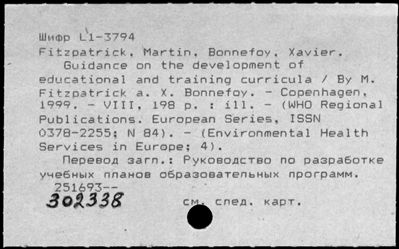 Шифр L1-3794
Fitzpatrick, Martin, Bonnefoy, Xavier.
Guidance on the development of
educational and training curricula / By M.
Fitzpatrick a. X. Bonnefoy. - Copenhagen,
1999. - VIII, 198 p. : ill. - (WHO Regional
Publications. European Series, ISSN
0378-2255; N 84). - (Environmental Health
Services in Europe; 4).
Перевод загл.: Руководство по разработке
учебных планов образовательных программ.
251693--
302338
см. след. карт.